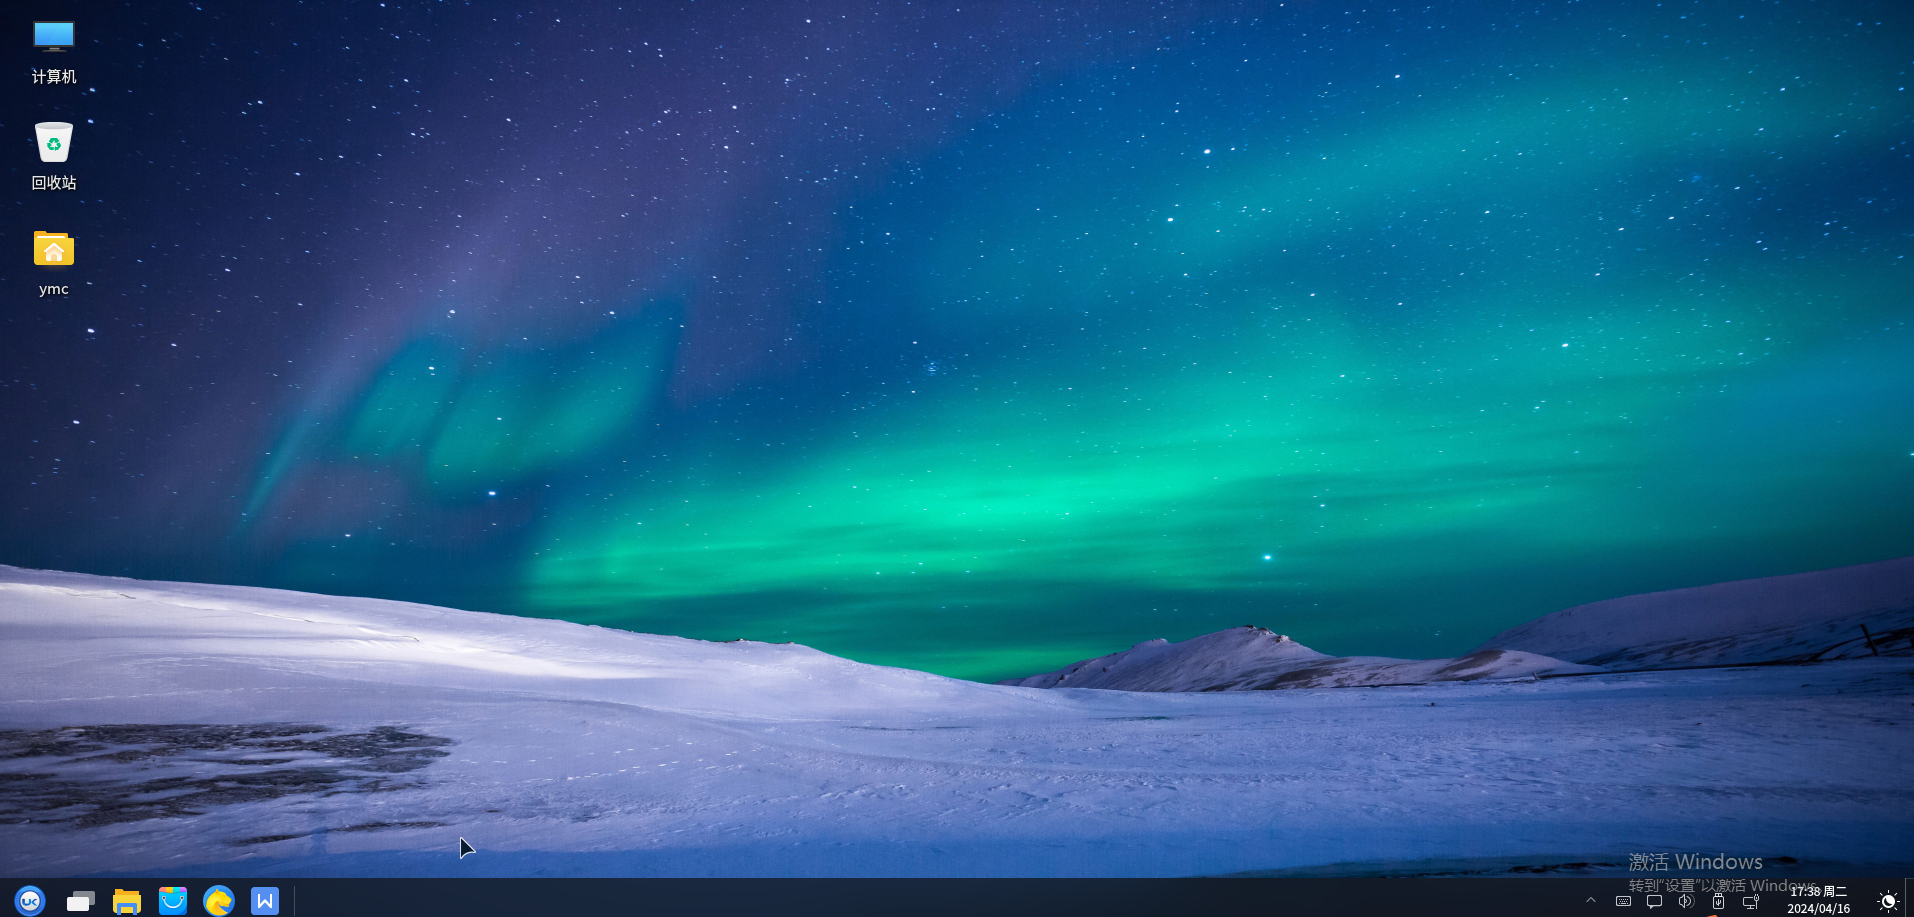 计算机
回收站
ymc
激活 Windows
转到“设置”以激活 Windows。
UK
W
17:38 周二
2024/04/16